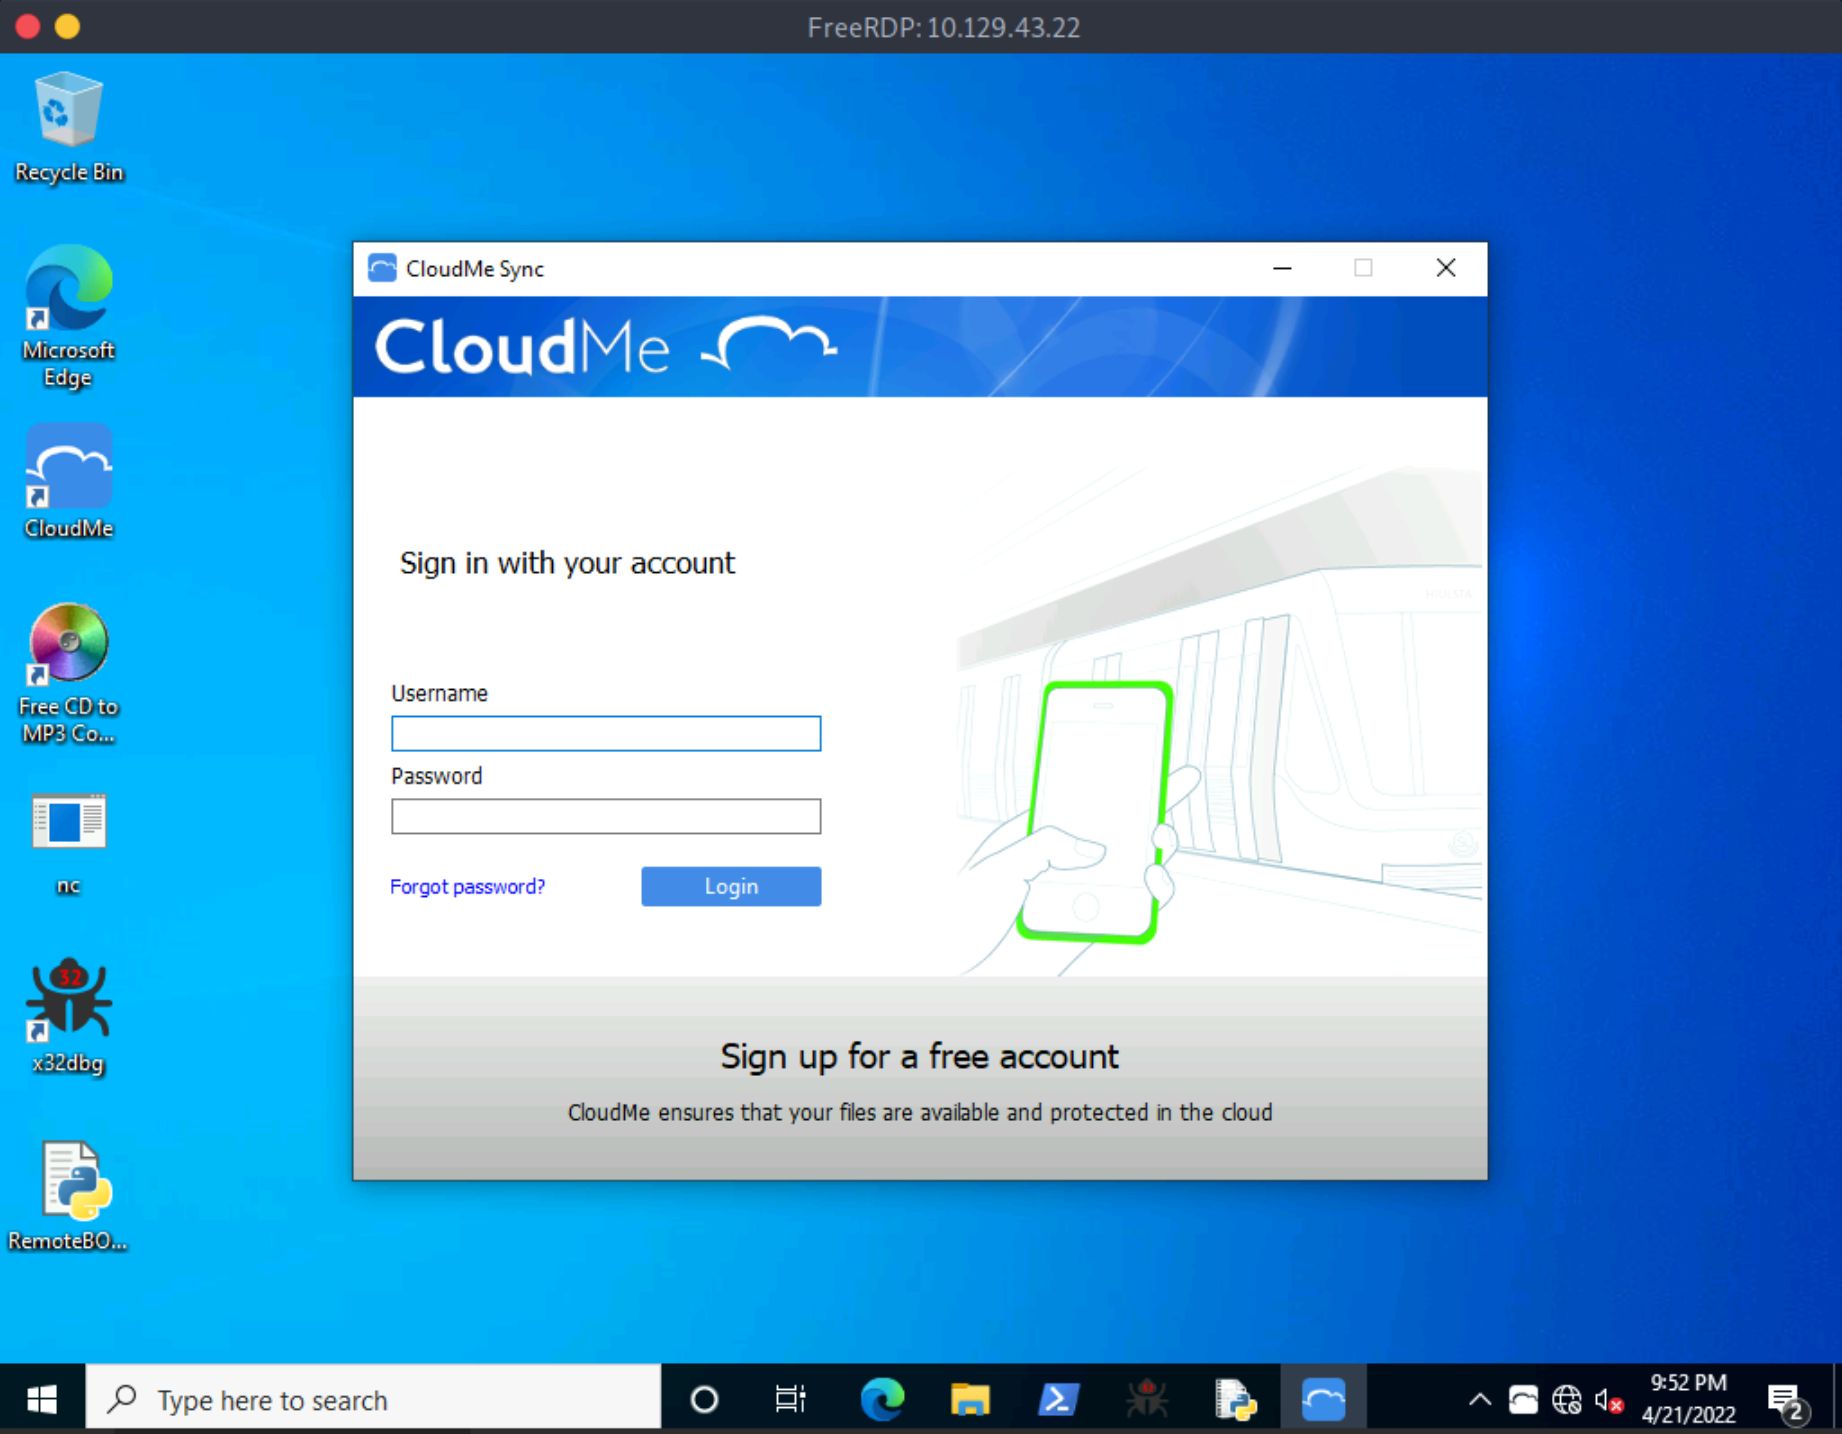 FreeRDP: 10.129.43.22
Recycle Bin
Microsoft
Edge
CloudMe
Free CD to
MP3 Co...
nc
32
x32dbg
RemoteBO...
CloudMe Sync
CloudMe
Sign in with your account
Username
Password
Forgot password?
Login
Sign up for a free account
CloudMe ensures that your files are available and protected in the cloud
Type here to search
9:52 PM
4/21/2022
2